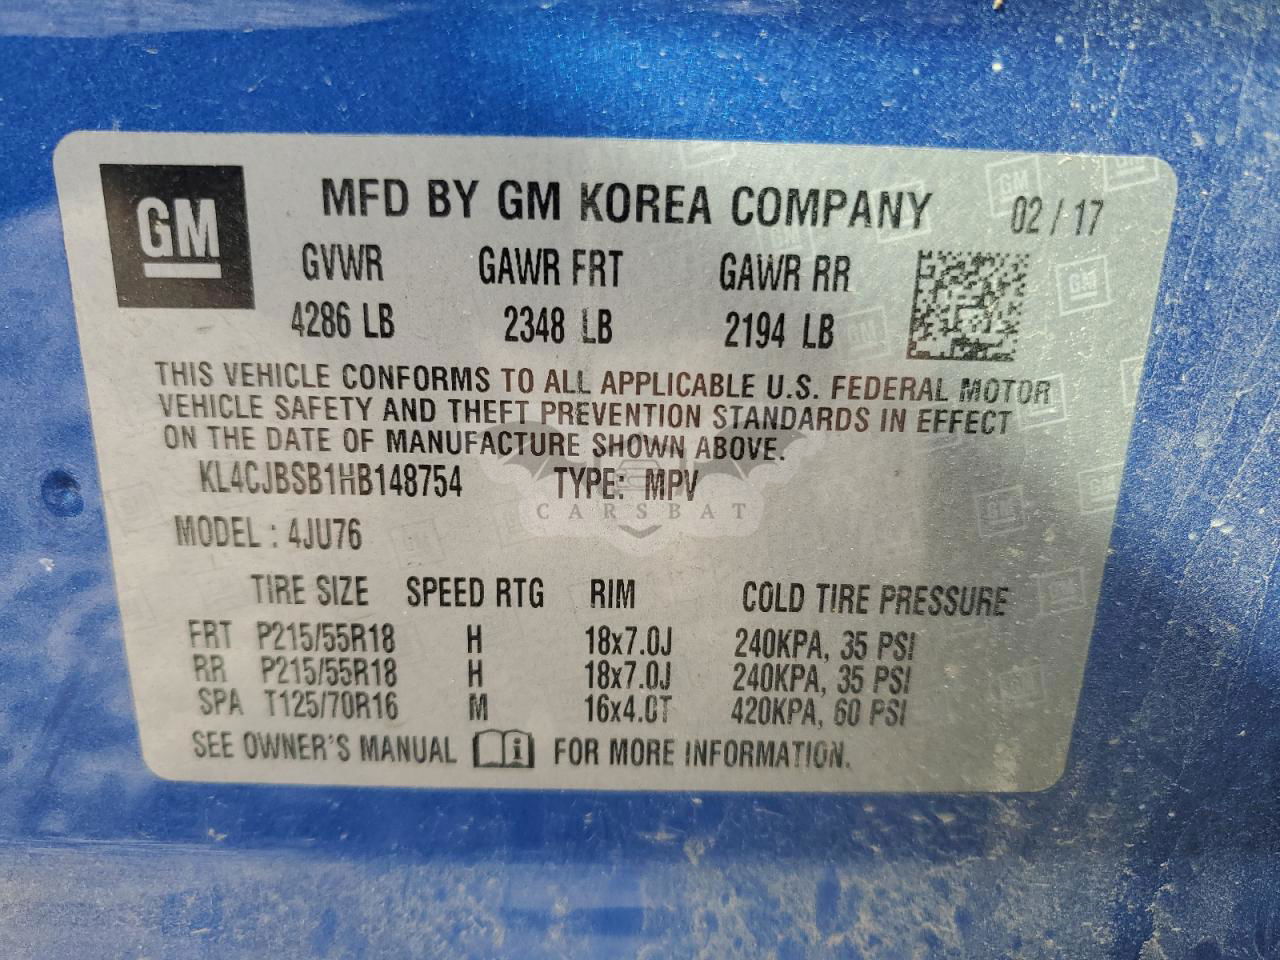 GM
MFD BY GM KOREA COMPANY 02 / 17
GVWR GAWR FRT GAWR RR
4286 LB 2348 LB 2194 LB
THIS VEHICLE CONFORMS TO ALL APPLICABLE U.S. FEDERAL MOTOR
VEHICLE SAFETY AND THEFT PREVENTION STANDARDS IN EFFECT
ON THE DATE OF MANUFACTURE SHOWN ABOVE.
KL4CJBSB1HB148754 TYPE: MPV
CARSBAT
MODEL : 4JU76
TIRE SIZE SPEED RTG RIM COLD TIRE PRESSURE
FRT P215/55R18 H 18x7.0J 240KPA, 35 PSI
RR P215/55R18 H 18x7.0J 240KPA, 35 PSI
SPA T125/70R16 M 16x4.0T 420KPA, 60 PSI
SEE OWNER'S MANUAL i FOR MORE INFORMATION.